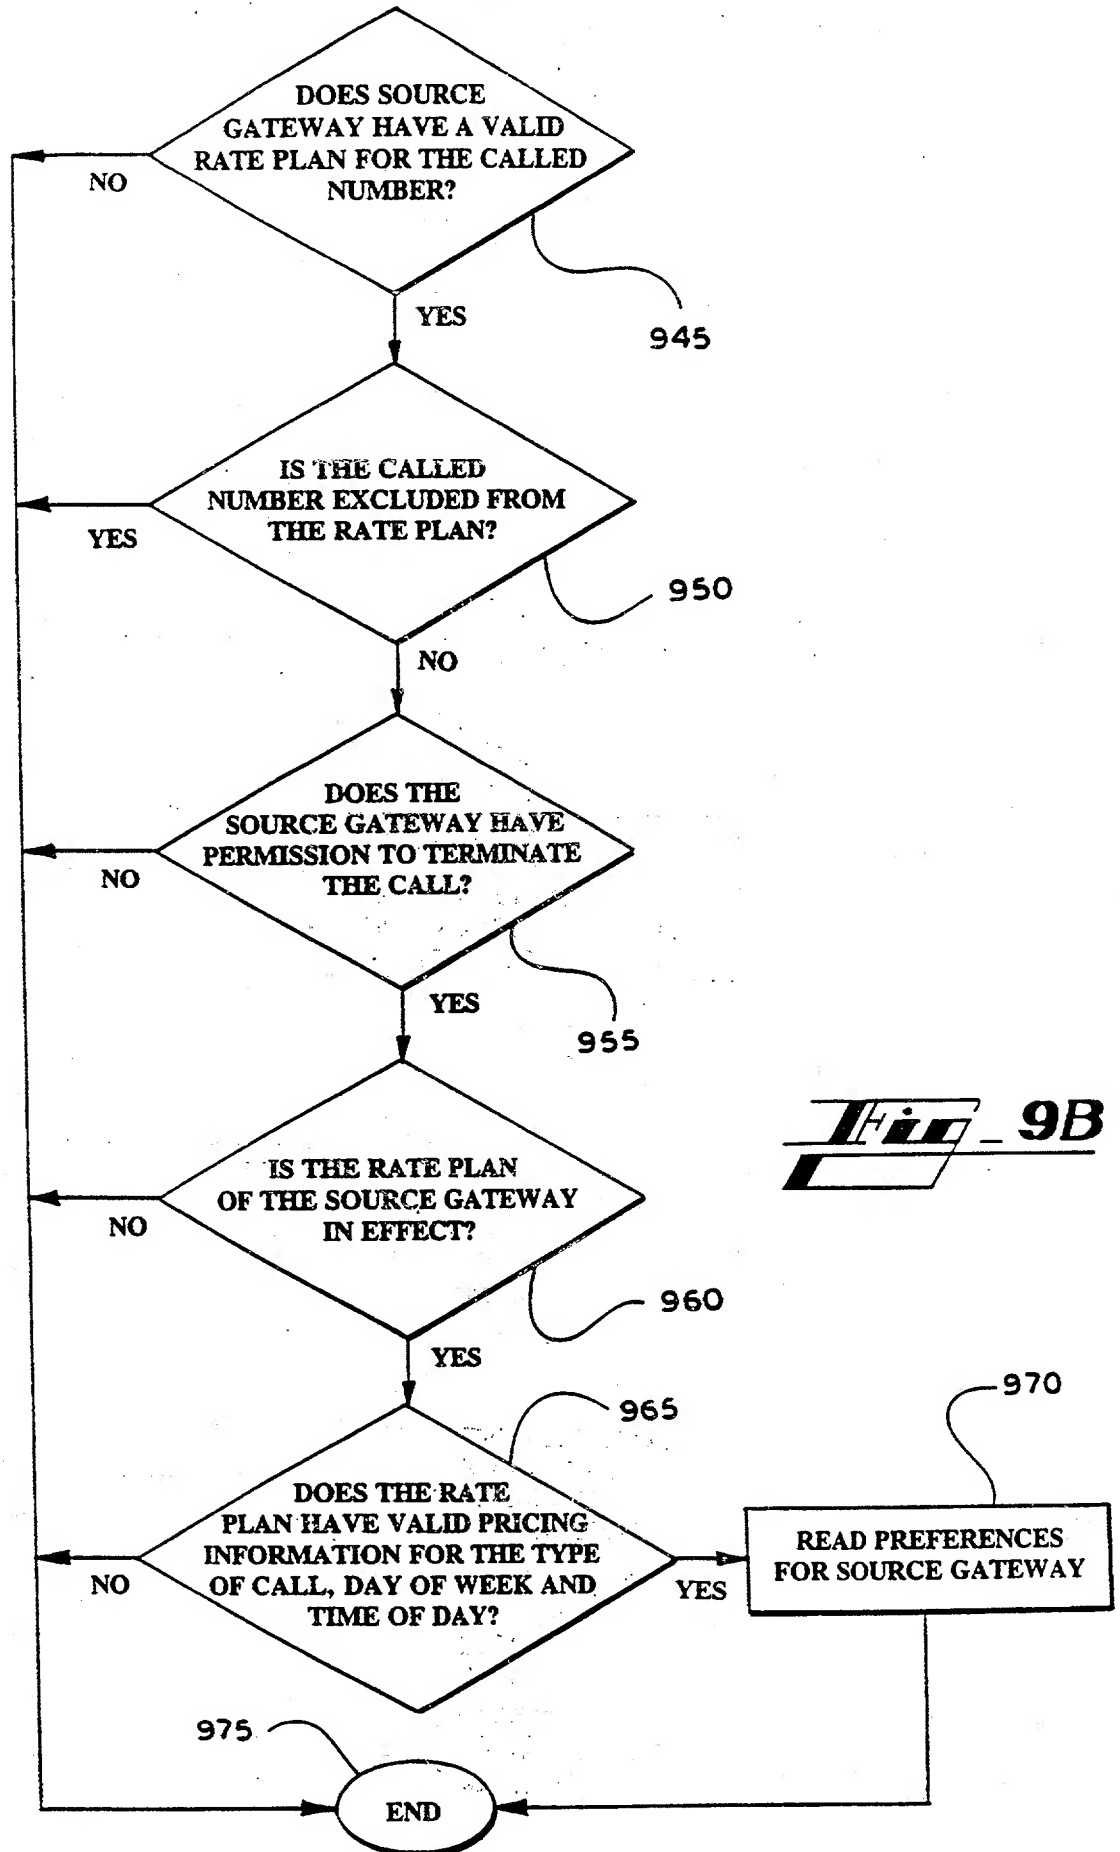 DOES SOURCE
GATEWAY HAVE A VALID
RATE PLAN FOR THE CALLED
NUMBER?
NO
YES
945
IS THE CALLED
NUMBER EXCLUDED FROM
THE RATE PLAN?
YES
950
NO
DOES THE
SOURCE GATEWAY HAVE
PERMISSION TO TERMINATE
THE CALL?
NO
YES
955
Fig_9B
IS THE RATE PLAN
OF THE SOURCE GATEWAY
IN EFFECT?
NO
960
YES
965
970
DOES THE RATE
PLAN HAVE VALID PRICING
INFORMATION FOR THE TYPE
OF CALL, DAY OF WEEK AND
TIME OF DAY?
NO
YES
READ PREFERENCES
FOR SOURCE GATEWAY
975
END